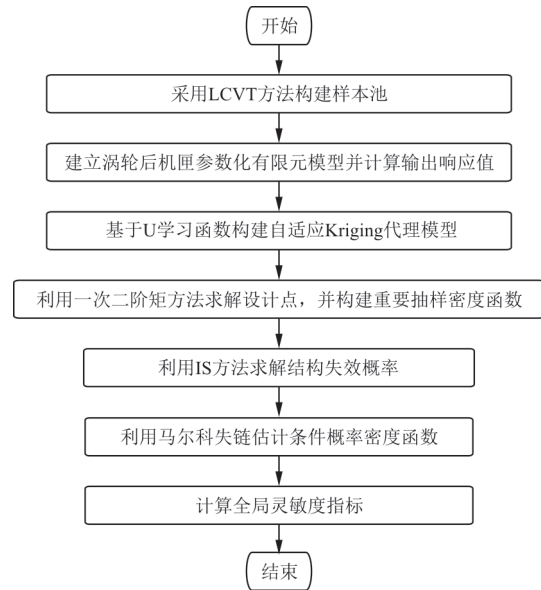 开始
采用LCVT方法构建样本池
建立涡轮后机匣参数化有限元模型并计算输出响应值
基于U学习函数构建自适应Kriging代理模型
利用一次二阶矩方法求解设计点，并构建重要抽样密度函数
利用IS方法求解结构失效概率
利用马尔科失链估计条件概率密度函数
计算全局灵敏度指标
结束